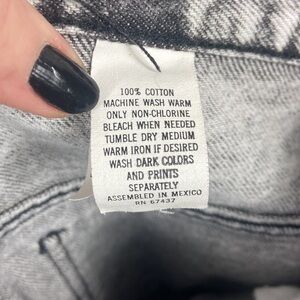 100% COTTON
MACHINE WASH WARM
ONLY NON-CHLORINE
BLEACH WHEN NEEDED
TUMBLE DRY MEDIUM
WARM IRON IF DESIRED
WASH DARK COLORS
AND PRINTS
SEPARATELY
ASSEMBLED IN MEXICO
RN 67437